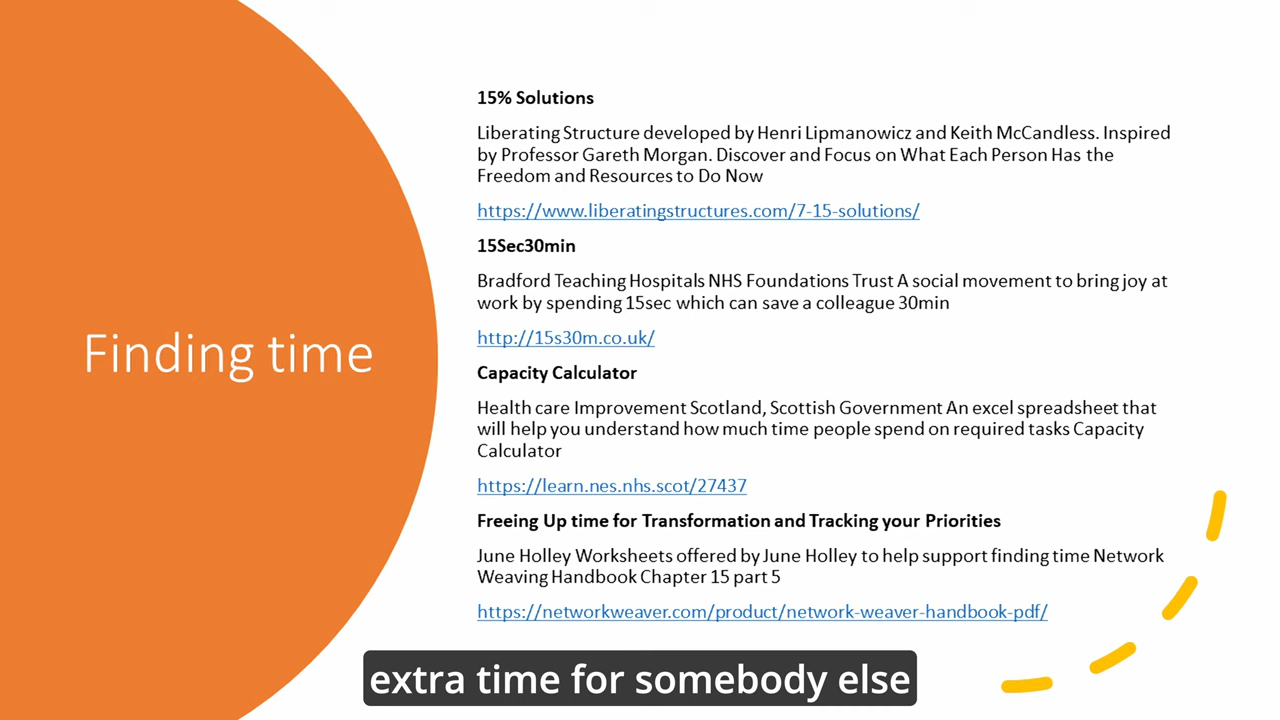 Finding time
15% Solutions
Liberating Structure developed by Henri Lipmanowicz and Keith McCandless. Inspired
by Professor Gareth Morgan. Discover and Focus on What Each Person Has the
Freedom and Resources to Do Now
https://www.liberatingstructures.com/7-15-solutions/
15Sec30min
Bradford Teaching Hospitals NHS Foundations Trust A social movement to bring joy at
work by spending 15sec which can save a colleague 30min
http://15s30m.co.uk/
Capacity Calculator
Health care Improvement Scotland, Scottish Government An excel spreadsheet that
will help you understand how much time people spend on required tasks Capacity
Calculator
https://learn.nes.nhs.scot/27437
Freeing Up time for Transformation and Tracking your Priorities
June Holley Worksheets offered by June Holley to help support finding time Network
Weaving Handbook Chapter 15 part 5
https://networkweaver.com/product/network-weaver-handbook-pdf/
extra time for somebody else